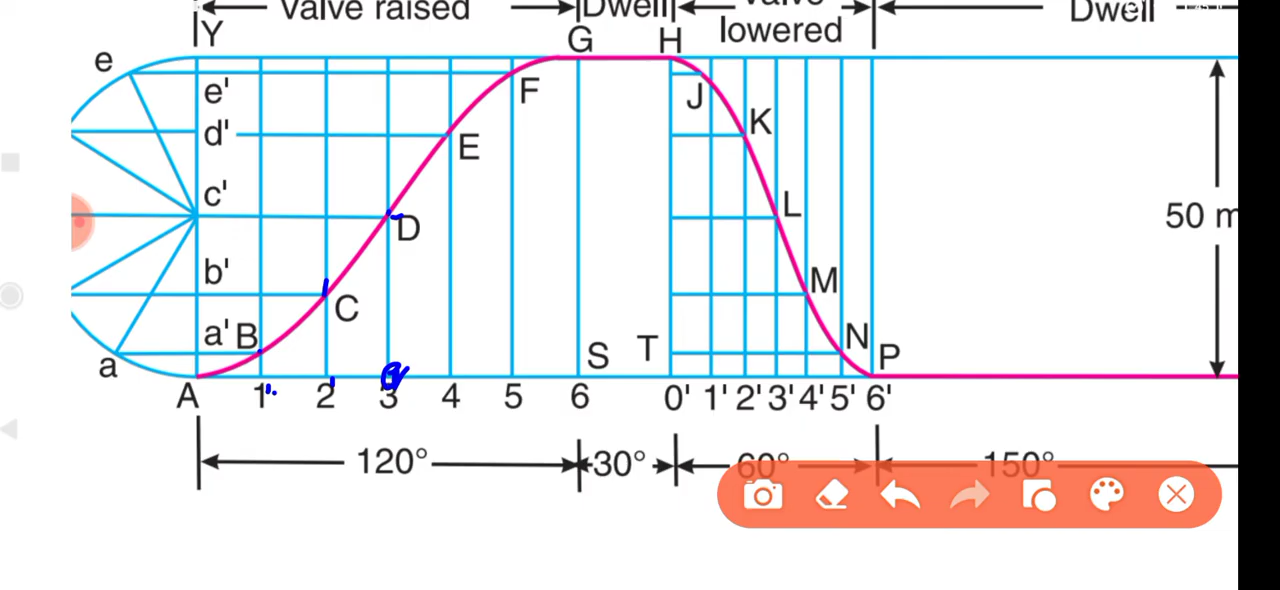 Valve raised Dwell Valve Dwell
Y G H lowered
e
e' F J
d' E K
c' D L 50 m
b' C M
a' B S T N P
a
A 1 2 3 4 5 6 0' 1' 2' 3' 4' 5' 6'
120° 30° 60° 150°